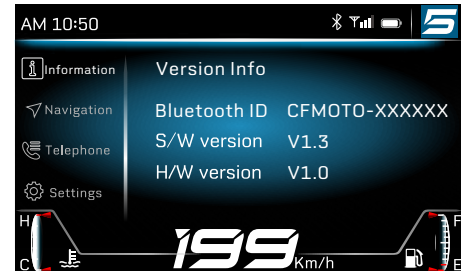 AM 10:50
5
Information
Version Info
Navigation
Bluetooth ID CFMOTO-XXXXXX
Telephone
S/W version V1.3
H/W version V1.0
Settings
H
F
199 Km/h
C
E